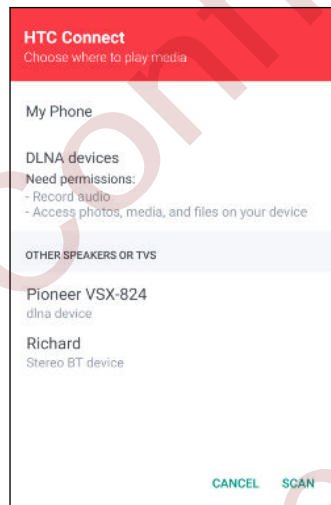 HTC Connect
Choose where to play media
My Phone
DLNA devices
Need permissions:
- Record audio
- Access photos, media, and files on your device
OTHER SPEAKERS OR TVS
Pioneer VSX-824
dlna device
Richard
Stereo BT device
CANCEL SCAN